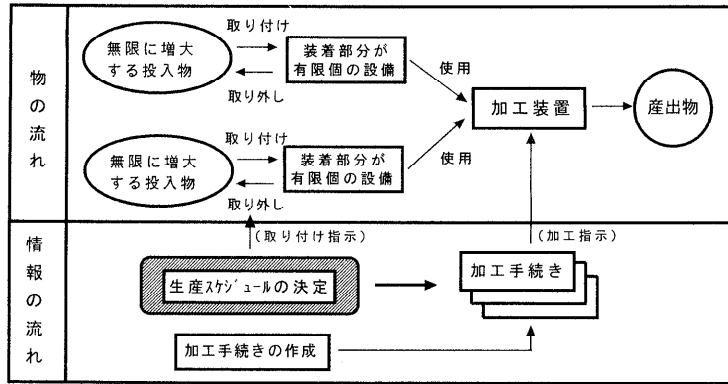 物の流れ
無限に増大
する投入物
取り付け
取り外し
装着部分が
有限個の設備
使用
加工装置
産出物
無限に増大
する投入物
取り付け
取り外し
装着部分が
有限個の設備
使用
情報の流れ
(取り付け指示)
(加工指示)
生産スケジュールの決定
加工手続き
加工手続きの作成